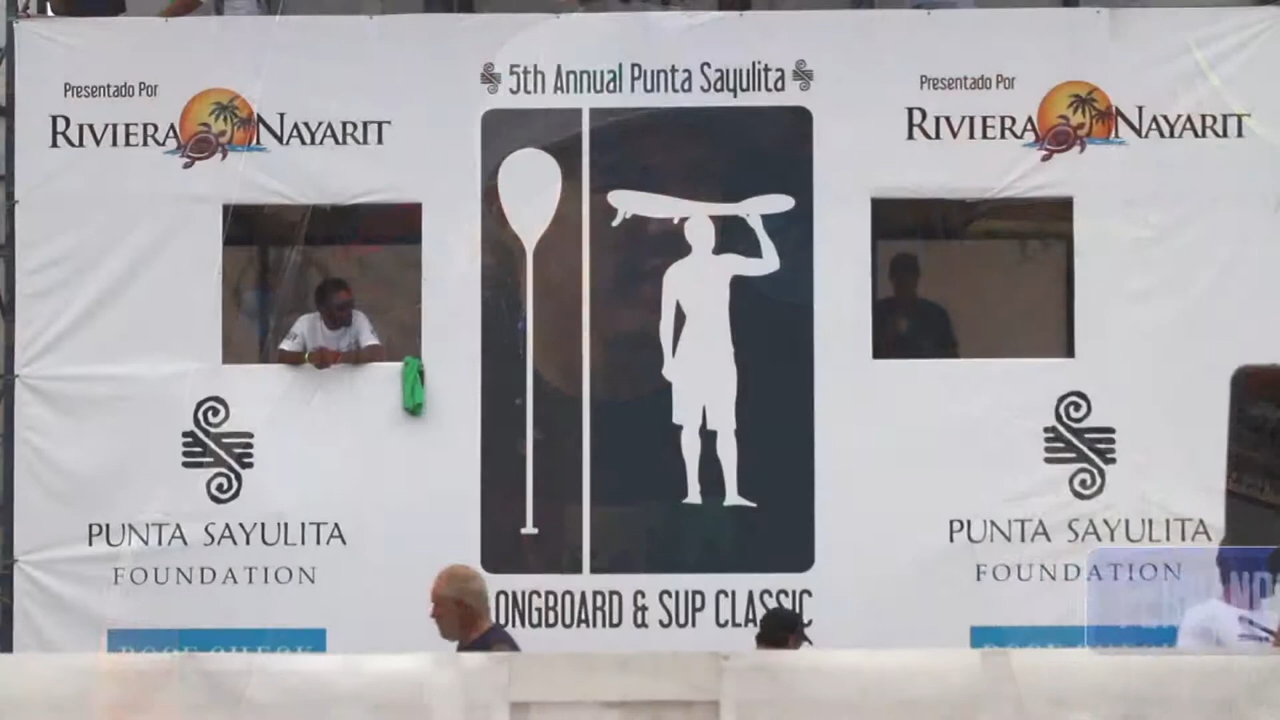 5th Annual Punta Sayulita
Presentado Por
RIVIERA NAYARIT
Presentado Por
RIVIERA NAYARIT
PUNTA SAYULITA
FOUNDATION
PUNTA SAYULITA
FOUNDATION
ONGBOARD & SUP CLASSIC